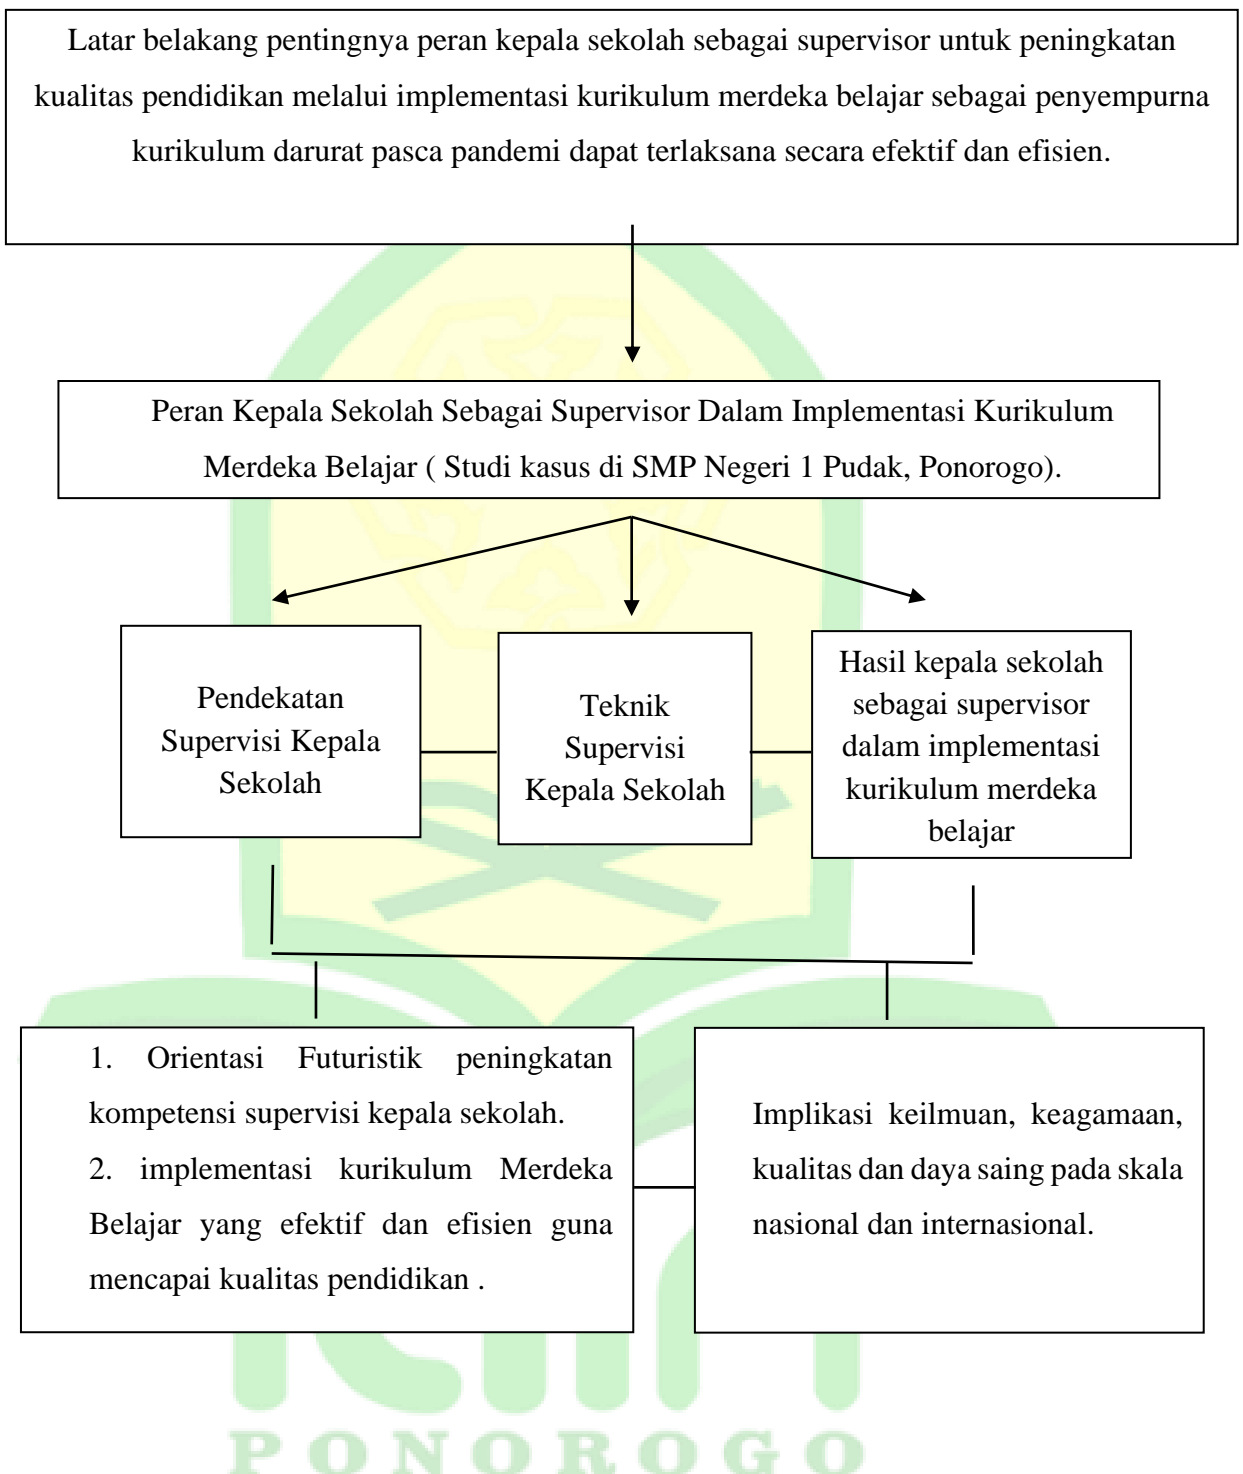 Latar belakang pentingnya peran kepala sekolah sebagai supervisor untuk peningkatan
kualitas pendidikan melalui implementasi kurikulum merdeka belajar sebagai penyempurna
kurikulum darurat pasca pandemi dapat terlaksana secara efektif dan efisien.
Peran Kepala Sekolah Sebagai Supervisor Dalam Implementasi Kurikulum
Merdeka Belajar ( Studi kasus di SMP Negeri 1 Pudak, Ponorogo).
Pendekatan
Supervisi Kepala
Sekolah
Teknik
Supervisi
Kepala Sekolah
Hasil kepala sekolah
sebagai supervisor
dalam implementasi
kurikulum merdeka
belajar
1. Orientasi Futuristik peningkatan
kompetensi supervisi kepala sekolah.
2. implementasi kurikulum Merdeka
Belajar yang efektif dan efisien guna
mencapai kualitas pendidikan .
Implikasi keilmuan, keagamaan,
kualitas dan daya saing pada skala
nasional dan internasional.
PONOROGO